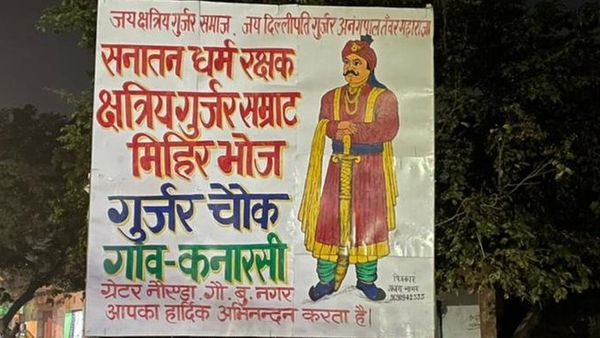 जय क्षत्रिय गुर्जर समाज, जय दिल्लीपति गुर्जर अनंगपाल तँवर महाराजा
सनातन धर्म रक्षक
क्षत्रिय गुर्जर सम्राट
मिहिर भोज
गुर्जर चौक
गांव-कनारसी
ग्रेटर नौएडा, गौ. बु. नगर
आपका हार्दिक अभिनन्दन करता है।
चित्रकार